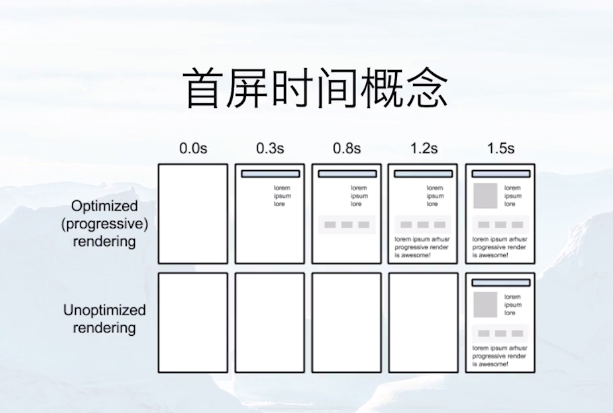 首屏时间概念
0.0s 0.3s 0.8s 1.2s 1.5s
Optimized
(progressive)
rendering
lorem
ipsum
lore
lorem
ipsum
lore
lorem
ipsum
lore
lorem ipsum arhusr
progressive render
is awesome!
lorem
ipsum
lore
lorem ipsum arhusr
progressive render
is awesome!
Unoptimized
rendering
lorem
ipsum
lore
lorem ipsum arhusr
progressive render
is awesome!